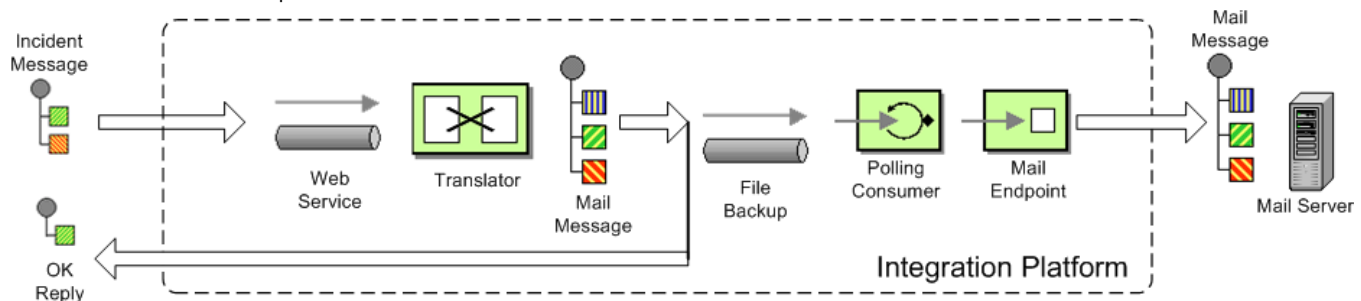 Incident
Message
Web
Service
Translator
Mail
Message
File
Backup
Polling
Consumer
Mail
Endpoint
Mail
Message
Mail Server
OK
Reply
Integration Platform